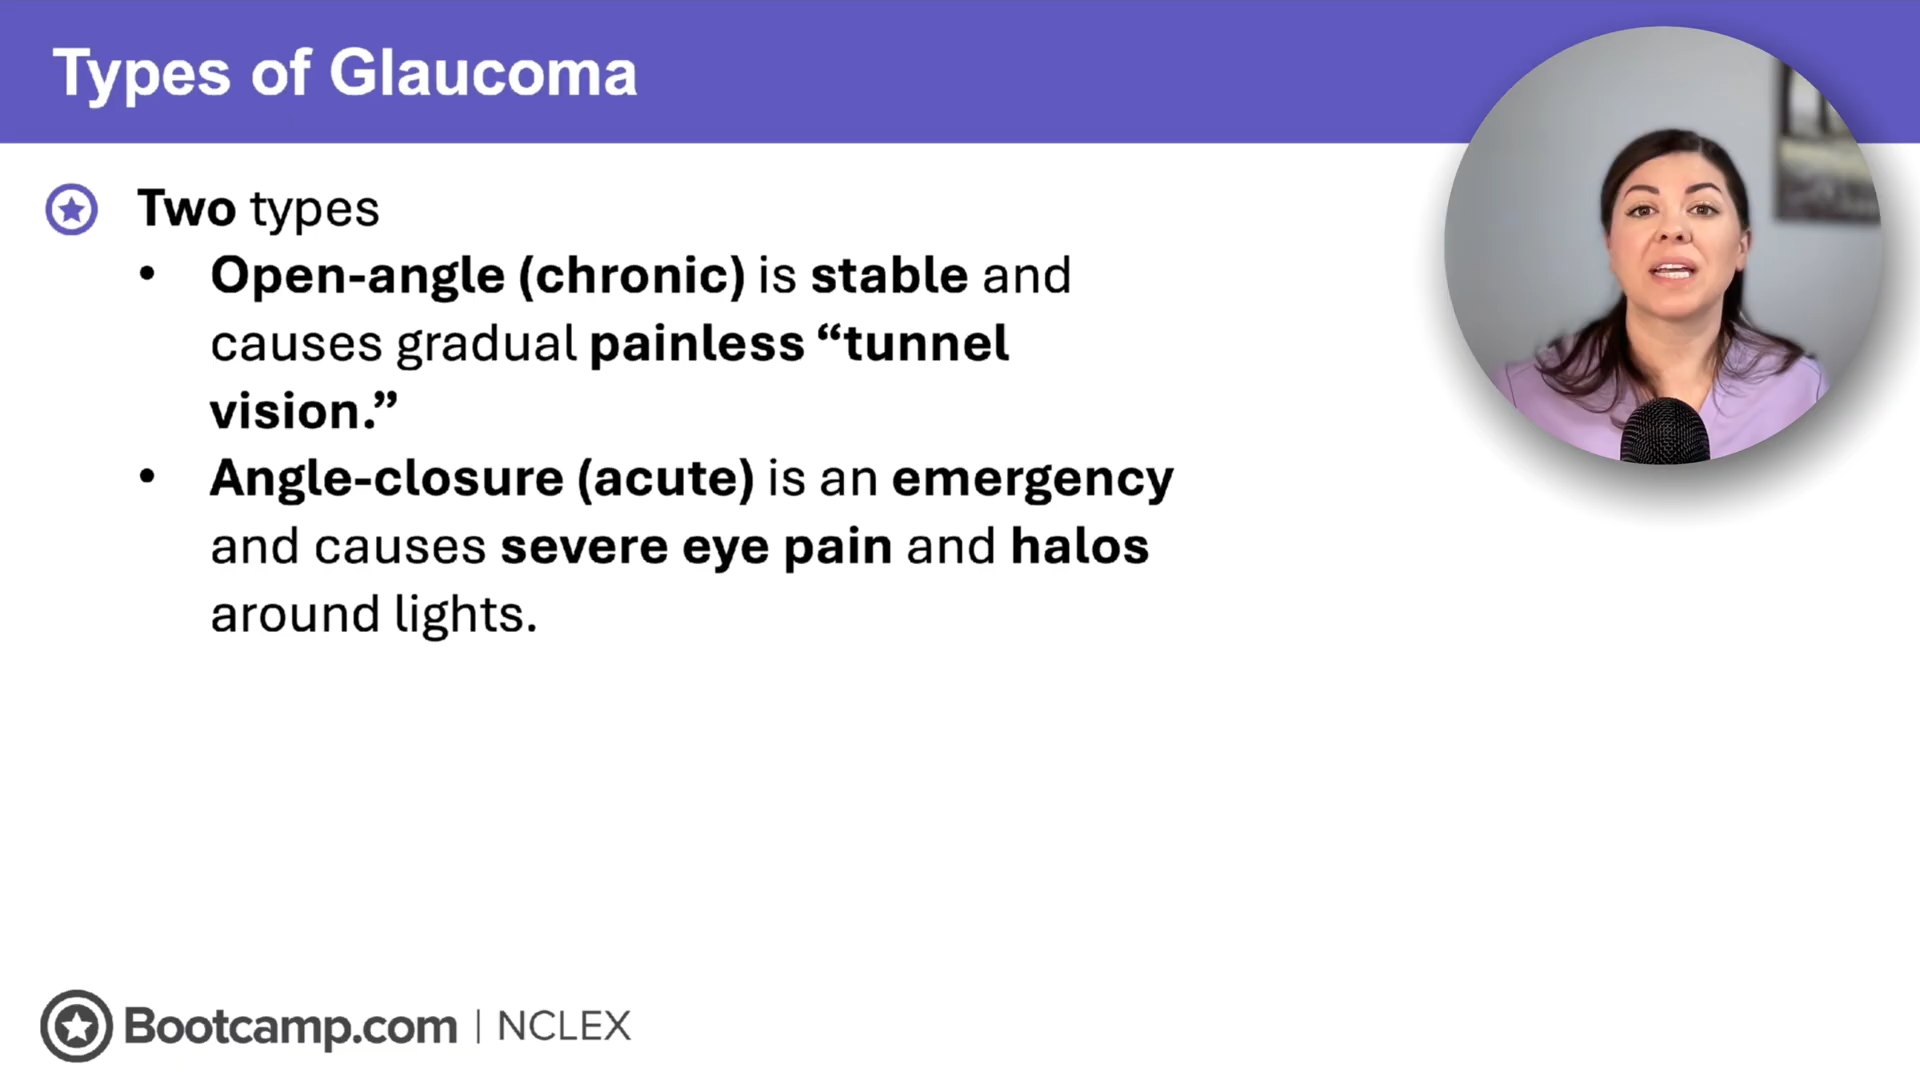 Types of Glaucoma
Two types
• Open-angle (chronic) is stable and
causes gradual painless “tunnel
vision.”
• Angle-closure (acute) is an emergency
and causes severe eye pain and halos
around lights.
Bootcamp.com | NCLEX